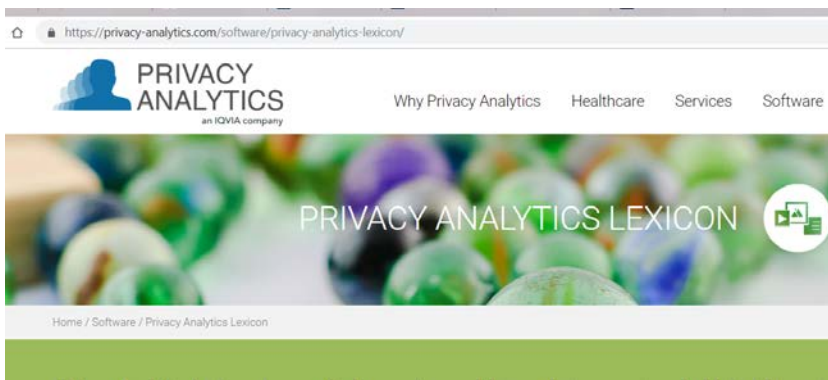 https://privacy-analytics.com/software/privacy-analytics-lexicon/
PRIVACY
ANALYTICS
an IQVIA company
Why Privacy Analytics Healthcare Services Software
PRIVACY ANALYTICS LEXICON
Home / Software / Privacy Analytics Lexicon